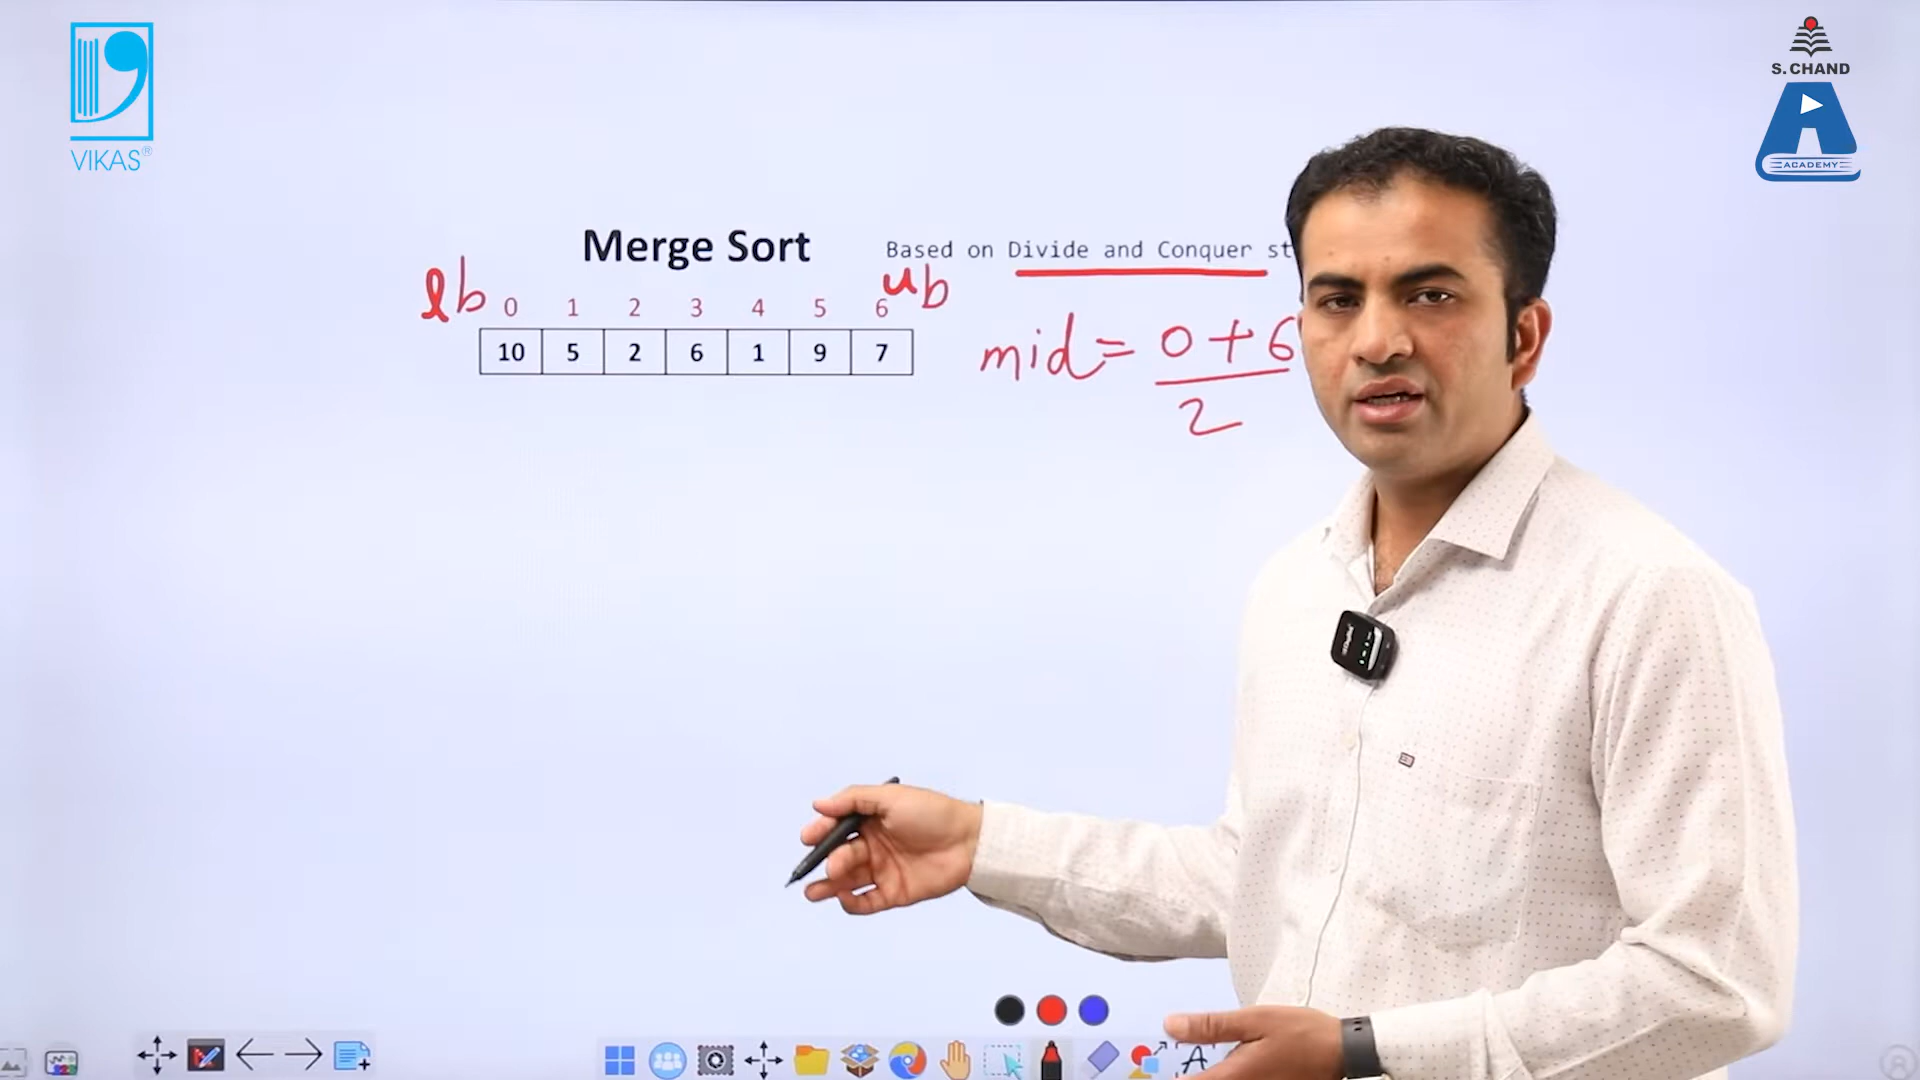 VIKAS®
S. CHAND
ACADEMY
Merge Sort
Based on Divide and Conquer st
lb 0 1 2 3 4 5 6 ub
10 5 2 6 1 9 7
mid = 0+6
2